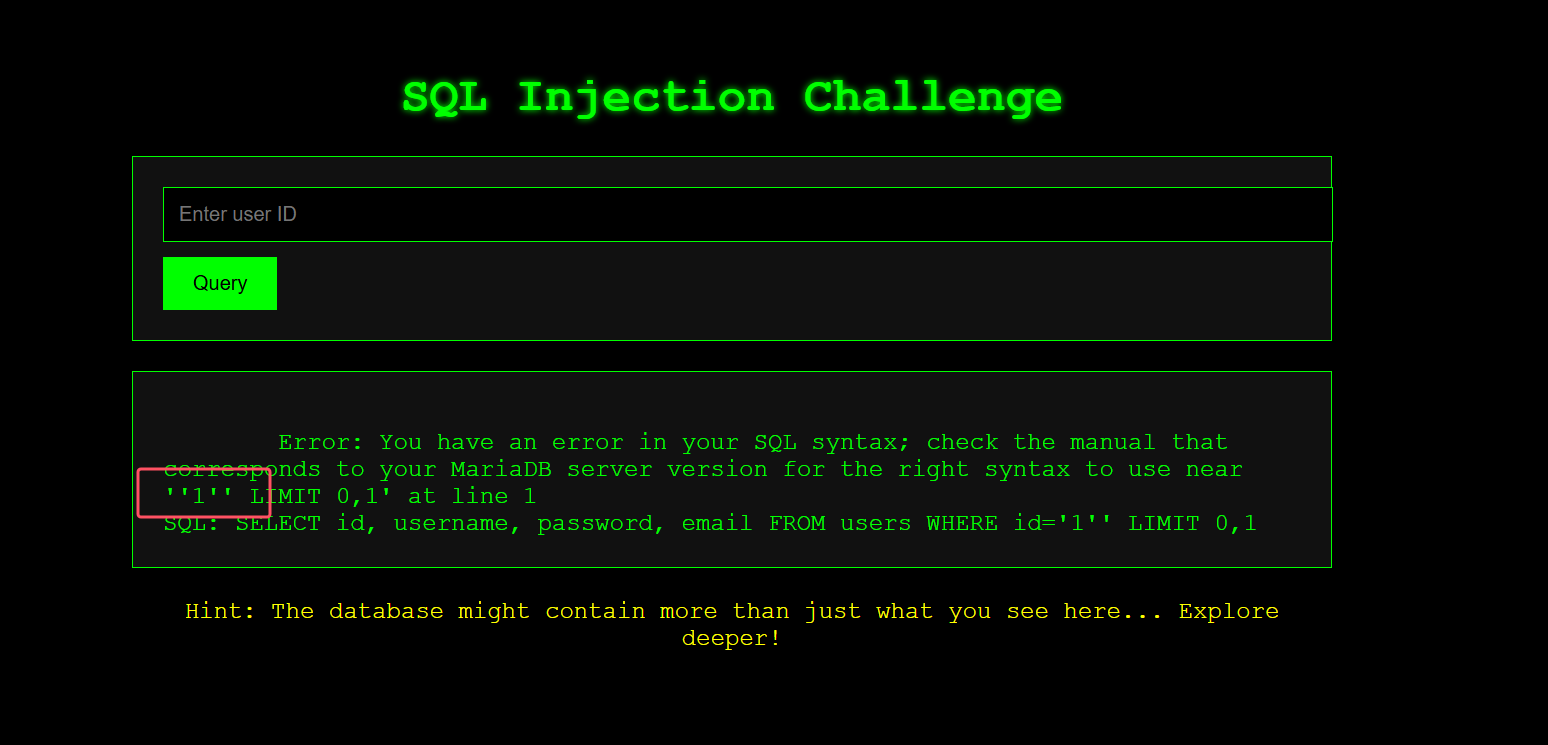 SQL Injection Challenge
Enter user ID
Query
Error: You have an error in your SQL syntax; check the manual that
corresponds to your MariaDB server version for the right syntax to use near
''1'' LIMIT 0,1' at line 1
SQL: SELECT id, username, password, email FROM users WHERE id='1'' LIMIT 0,1
Hint: The database might contain more than just what you see here... Explore
deeper!